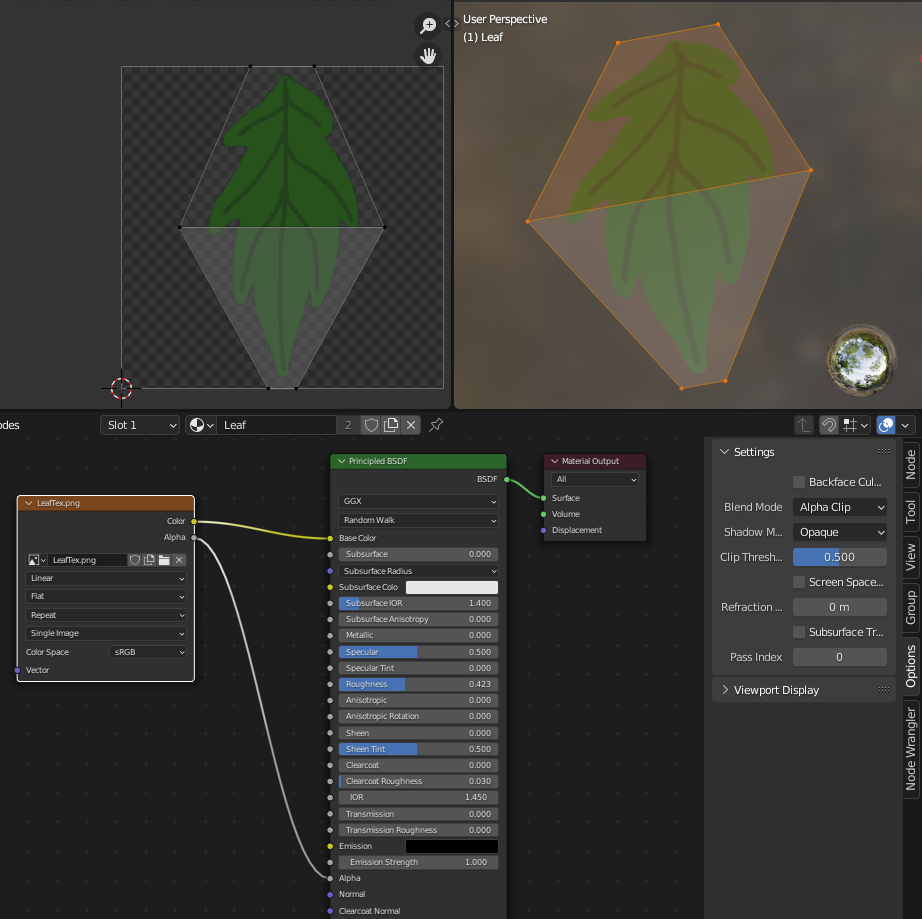 User Perspective
(1) Leaf
odes
Slot 1
Leaf
2
LeafTex.png
Color
Alpha
LeafTex.png
Linear
Flat
Repeat
Single Image
Color Space
sRGB
Vector
Principled BSDF
BSDF
GGX
Random Walk
Base Color
Subsurface 0.000
Subsurface Radius
Subsurface Colo
Subsurface IOR 1.400
Subsurface Anisotropy 0.000
Metallic 0.000
Specular 0.500
Specular Tint 0.000
Roughness 0.423
Anisotropic 0.000
Anisotropic Rotation 0.000
Sheen 0.000
Sheen Tint 0.500
Clearcoat 0.000
Clearcoat Roughness 0.030
IOR 1.450
Transmission 0.000
Transmission Roughness 0.000
Emission
Emission Strength 1.000
Alpha
Normal
Clearcoat Normal
Material Output
All
Surface
Volume
Displacement
Settings
Backface Cul...
Blend Mode Alpha Clip
Shadow M... Opaque
Clip Thresh... 0.500
Screen Space...
Refraction ... 0 m
Subsurface Tr...
Pass Index 0
Viewport Display
Node
Tool
View
Group
Options
Node Wrangler